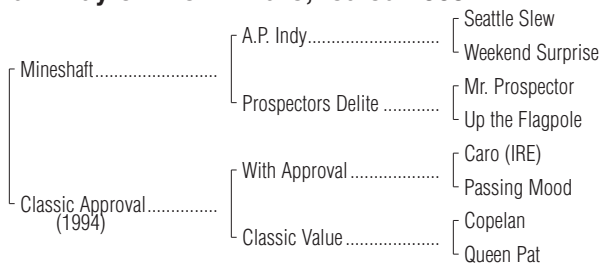 Seattle Slew
A.P. Indy
Weekend Surprise
Mineshaft
Mr. Prospector
Prospectors Delite
Up the Flagpole
Caro (IRE)
With Approval
Passing Mood
Classic Approval
(1994)
Copelan
Classic Value
Queen Pat